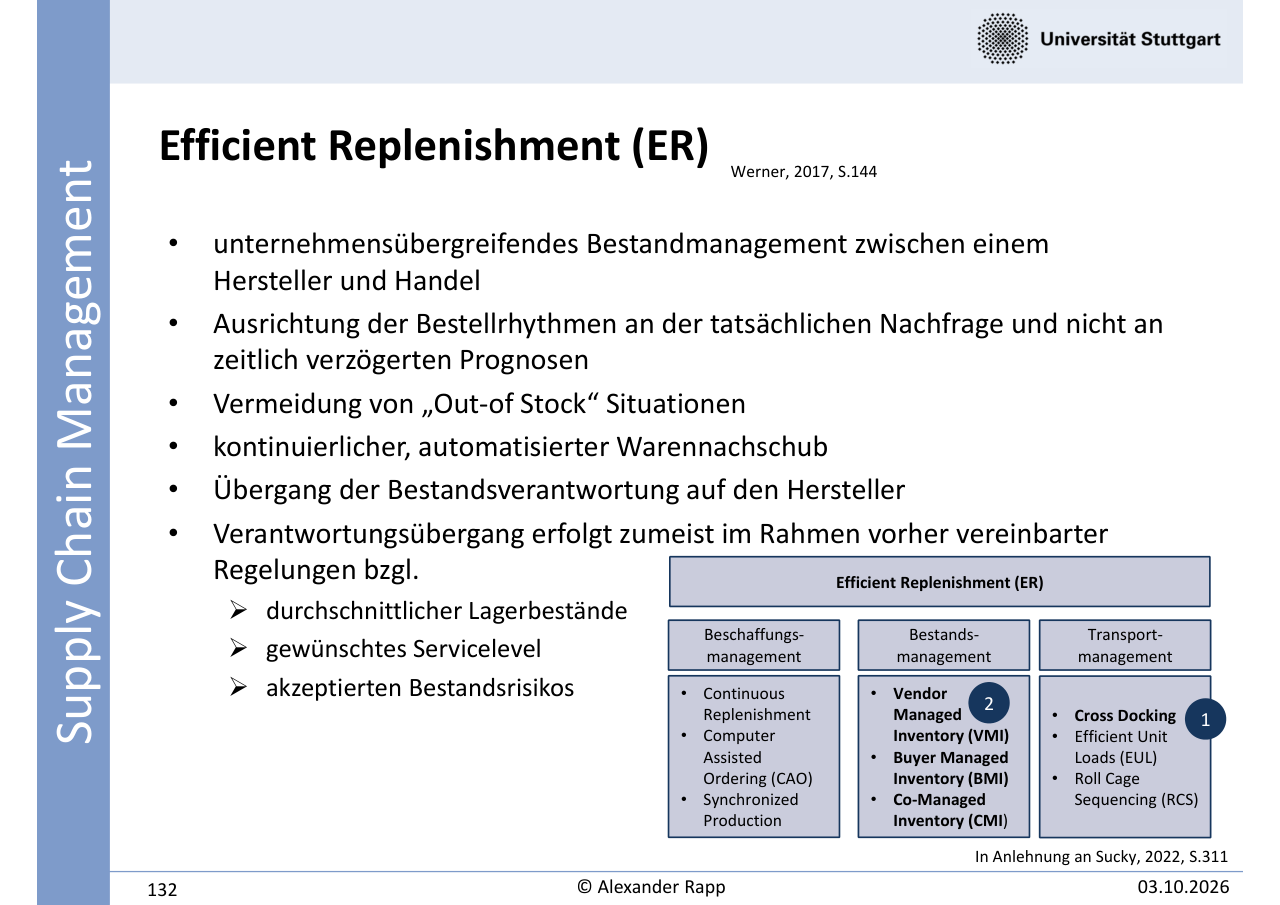 Universität Stuttgart
Supply Chain Management
Efficient Replenishment (ER)
Werner, 2017, S.144
• unternehmensübergreifendes Bestandmanagement zwischen einem
Hersteller und Handel
• Ausrichtung der Bestellrhythmen an der tatsächlichen Nachfrage und nicht an
zeitlich verzögerten Prognosen
• Vermeidung von „Out-of Stock“ Situationen
• kontinuierlicher, automatisierter Warennachschub
• Übergang der Bestandsverantwortung auf den Hersteller
• Verantwortungsübergang erfolgt zumeist im Rahmen vorher vereinbarter
Regelungen bzgl.
➢ durchschnittlicher Lagerbestände
➢ gewünschtes Servicelevel
➢ akzeptierten Bestandsrisikos
Efficient Replenishment (ER)
Beschaffungs-
management
• Continuous
Replenishment
• Computer
Assisted
Ordering (CAO)
• Synchronized
Production
Bestands-
management
• Vendor
Managed
Inventory (VMI)
2
• Buyer Managed
Inventory (BMI)
• Co-Managed
Inventory (CMI)
Transport-
management
• Cross Docking
1
• Efficient Unit
Loads (EUL)
• Roll Cage
Sequencing (RCS)
In Anlehnung an Sucky, 2022, S.311
132
© Alexander Rapp
03.10.2026